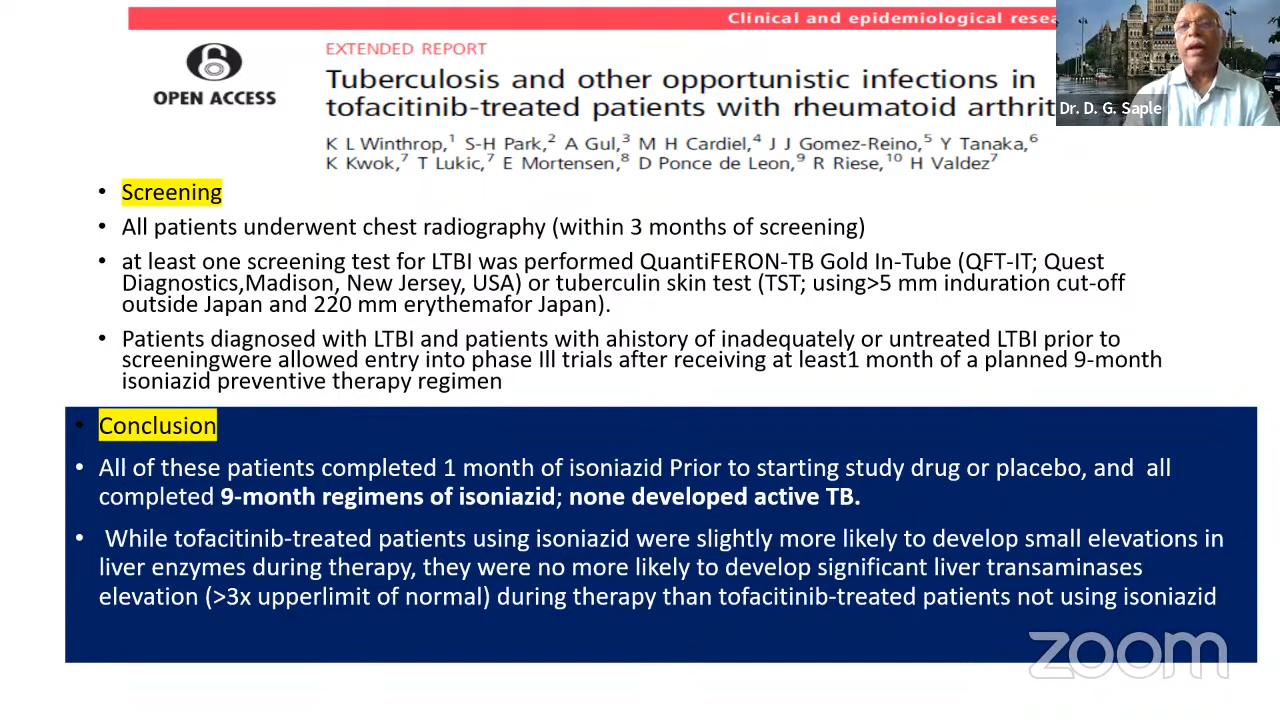 Clinical and epidemiological resea
OPEN ACCESS
EXTENDED REPORT
Tuberculosis and other opportunistic infections in
tofacitinib-treated patients with rheumatoid arthrit
K L Winthrop,1 S-H Park,2 A Gul,3 M H Cardiel,4 J J Gomez-Reino,5 Y Tanaka,6
K Kwok,7 T Lukic,7 E Mortensen,8 D Ponce de Leon,9 R Riese,10 H Valdez7
Dr. D. G. Saple
• Screening
• All patients underwent chest radiography (within 3 months of screening)
• at least one screening test for LTBI was performed QuantiFERON-TB Gold In-Tube (QFT-IT; Quest
Diagnostics,Madison, New Jersey, USA) or tuberculin skin test (TST; using>5 mm induration cut-off
outside Japan and 220 mm erythemafor Japan).
• Patients diagnosed with LTBI and patients with ahistory of inadequately or untreated LTBI prior to
screeningwere allowed entry into phase Ill trials after receiving at least1 month of a planned 9-month
isoniazid preventive therapy regimen
• Conclusion
• All of these patients completed 1 month of isoniazid Prior to starting study drug or placebo, and all
completed 9-month regimens of isoniazid; none developed active TB.
• While tofacitinib-treated patients using isoniazid were slightly more likely to develop small elevations in
liver enzymes during therapy, they were no more likely to develop significant liver transaminases
elevation (>3x upperlimit of normal) during therapy than tofacitinib-treated patients not using isoniazid
zoom